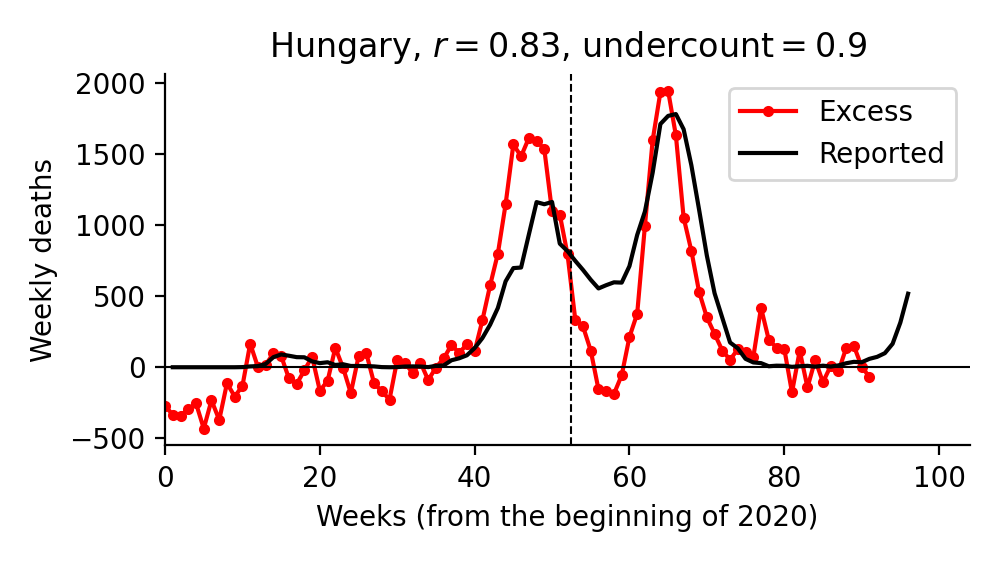 Hungary, r = 0.83, undercount = 0.9
Excess
Reported
Weekly deaths
2000
1500
1000
500
0
−500
0 20 40 60 80 100
Weeks (from the beginning of 2020)